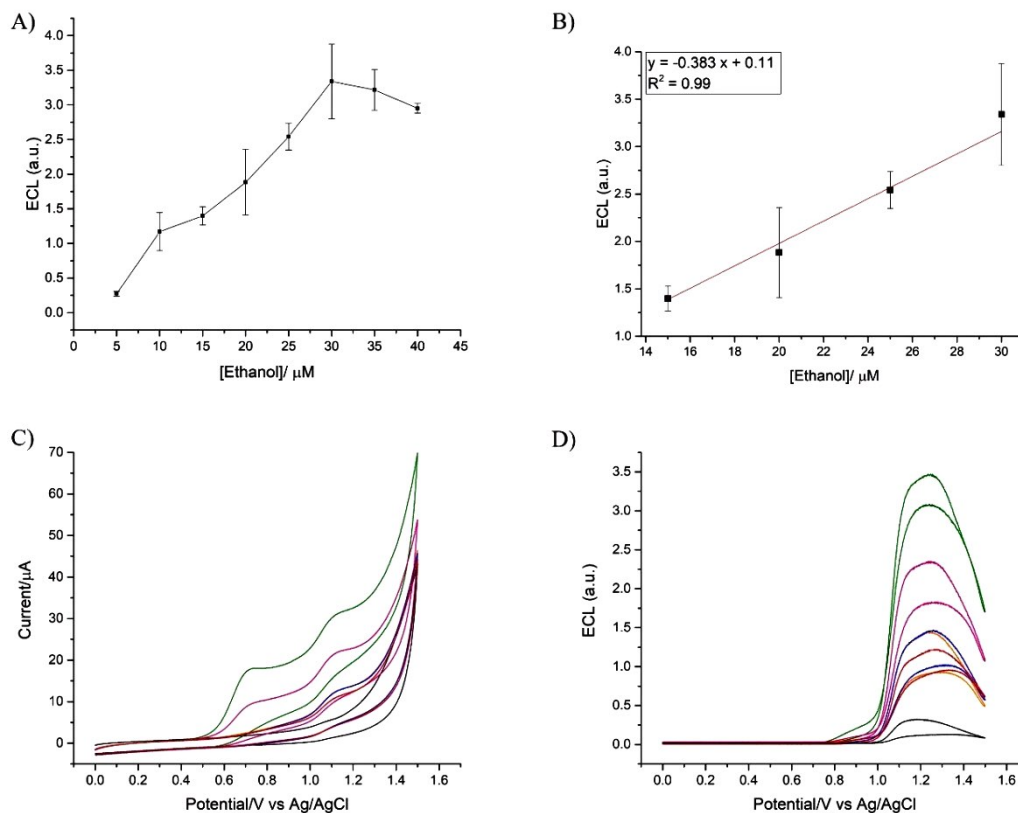 A)
ECL (a.u.)
4.0
3.5
3.0
2.5
2.0
1.5
1.0
0.5
0.0
0 5 10 15 20 25 30 35 40 45
[Ethanol]/ μM
B)
y = -0.383 x + 0.11
R² = 0.99
ECL (a.u.)
4.0
3.5
3.0
2.5
2.0
1.5
1.0
14 16 18 20 22 24 26 28 30
[Ethanol]/ μM
C)
Current/μA
70
60
50
40
30
20
10
0
0.0 0.2 0.4 0.6 0.8 1.0 1.2 1.4 1.6
Potential/V vs Ag/AgCl
D)
ECL (a.u.)
3.5
3.0
2.5
2.0
1.5
1.0
0.5
0.0
0.0 0.2 0.4 0.6 0.8 1.0 1.2 1.4 1.6
Potential/V vs Ag/AgCl